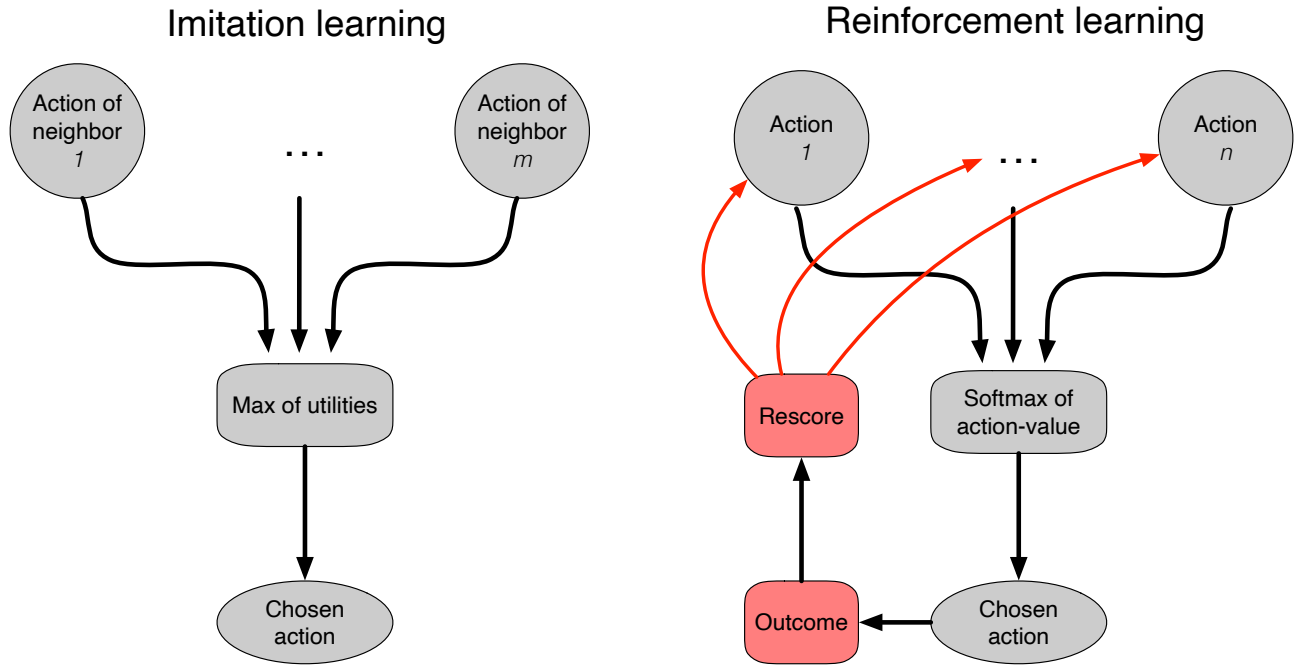 Imitation learning
Action of
neighbor
1
...
Action of
neighbor
m
Max of utilities
Chosen
action
Reinforcement learning
Action
1
...
Action
n
Rescore
Softmax of
action-value
Outcome
Chosen
action